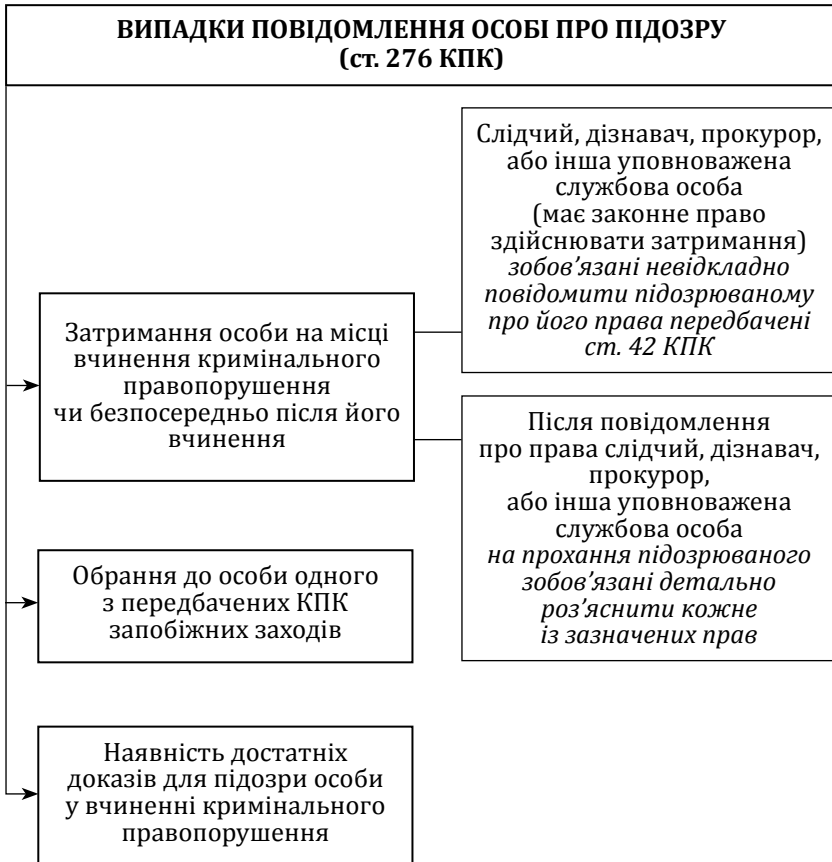 ВИПАДКИ ПОВІДОМЛЕННЯ ОСОБІ ПРО ПІДОЗРУ
(ст. 276 КПК)
Слідчий, дізнавач, прокурор,
або інша уповноважена
службова особа
(має законне право
здійснювати затримання)
зобов’язані невідкладно
повідомити підозрюваному
про його права передбачені
ст. 42 КПК
Затримання особи на місці
вчинення кримінального
правопорушення
чи безпосередньо після його
вчинення
Після повідомлення
про права слідчий, дізнавач,
прокурор,
або інша уповноважена
службова особа
на прохання підозрюваного
зобов’язані детально
роз’яснити кожне
із зазначених прав
Обрання до особи одного
з передбачених КПК
запобіжних заходів
Наявність достатніх
доказів для підозри особи
у вчиненні кримінального
правопорушення